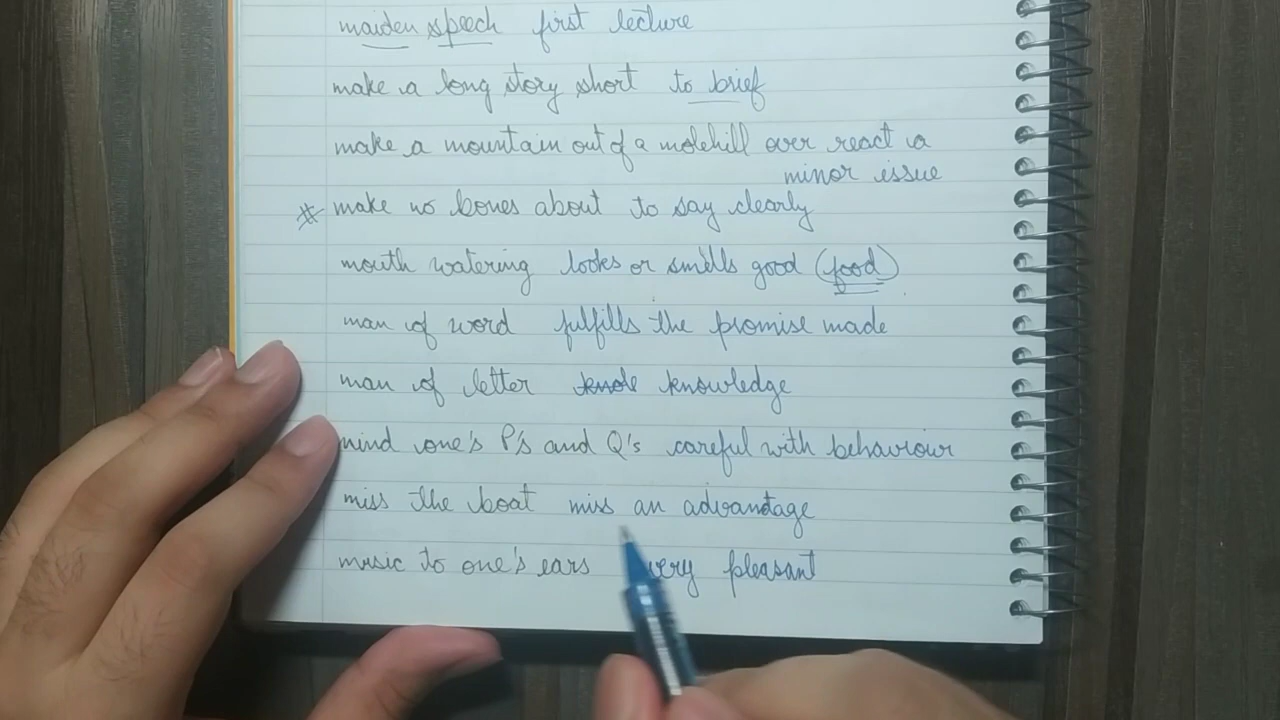 maiden speech first lecture
make a long story short to brief
make a mountain out of a molehill over react a
minor issue
* make no bones about to say clearly
mouth watering looks or smells good (food)
man of word fulfills the promise made
man of letter knowledge
mind one's P's and Q's careful with behaviour
miss the boat miss an advantage
music to one's ears very pleasant